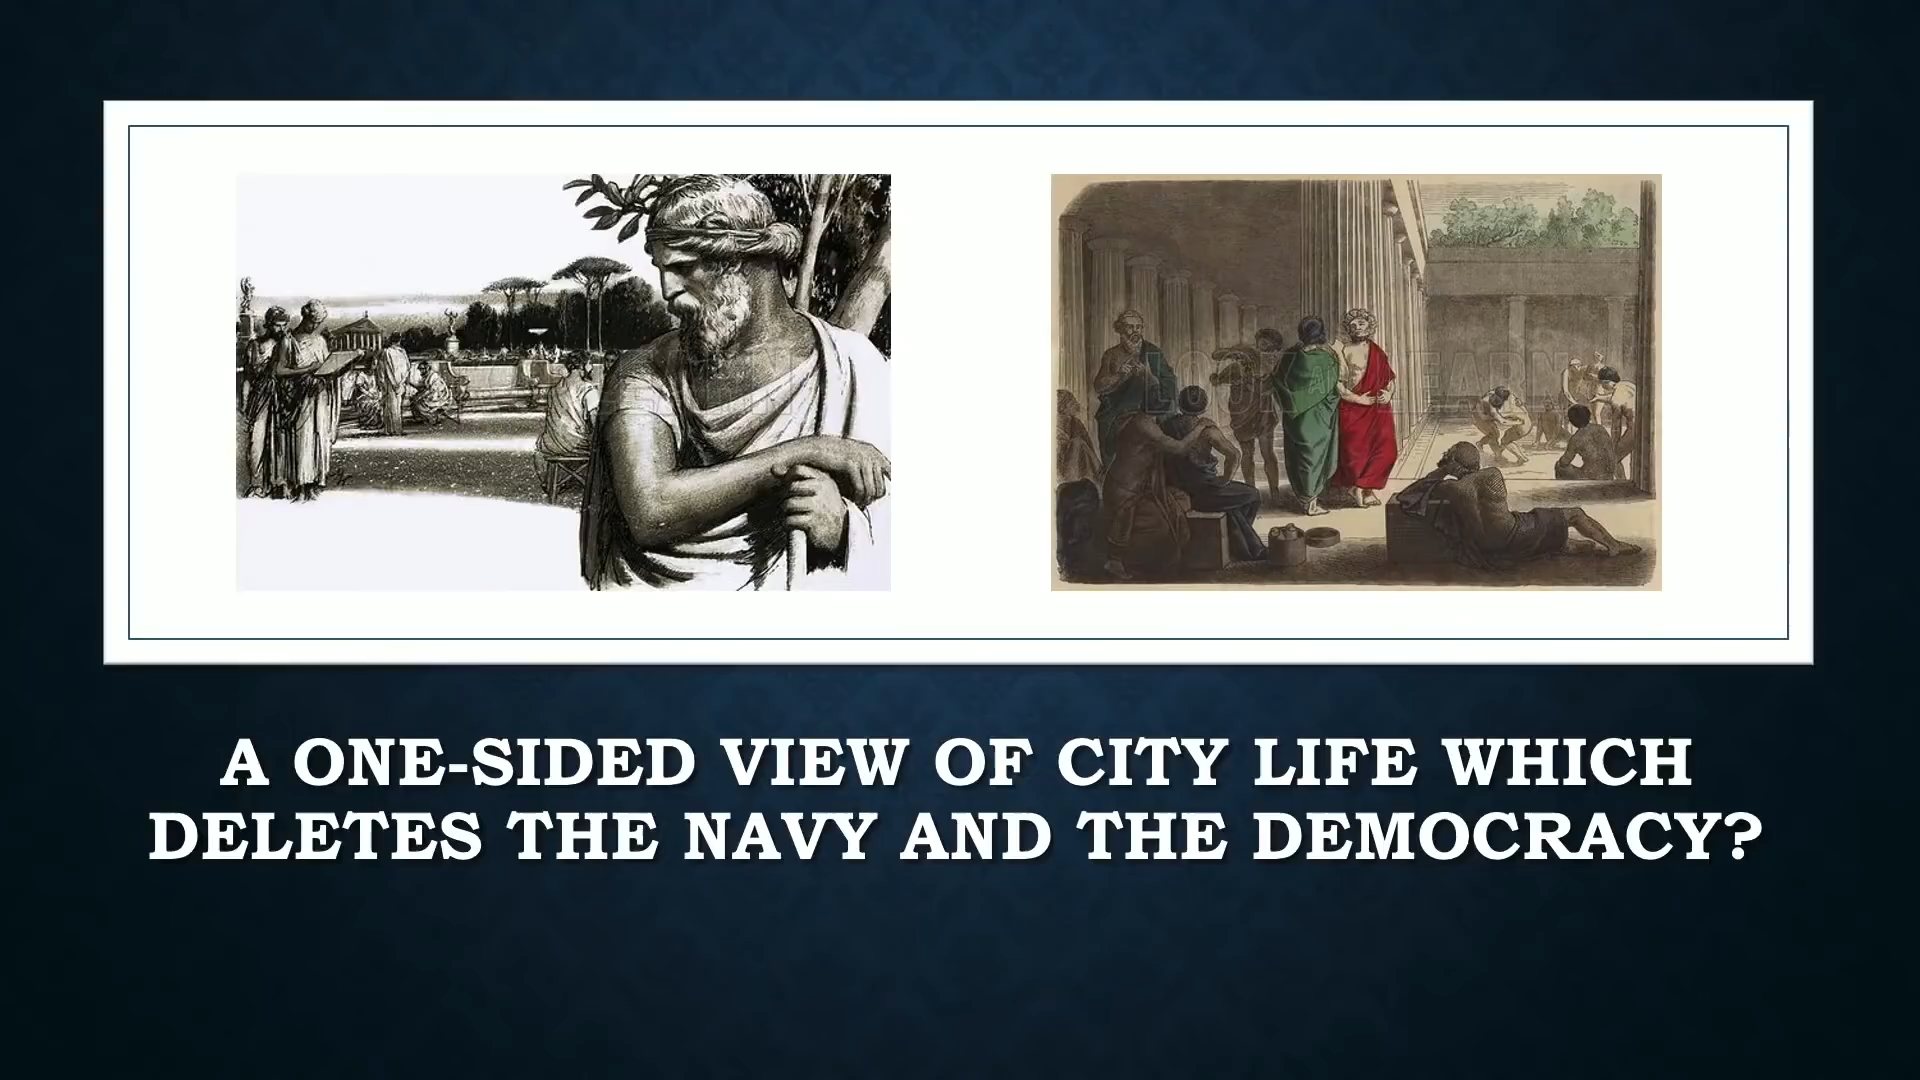 A ONE-SIDED VIEW OF CITY LIFE WHICH
DELETES THE NAVY AND THE DEMOCRACY?